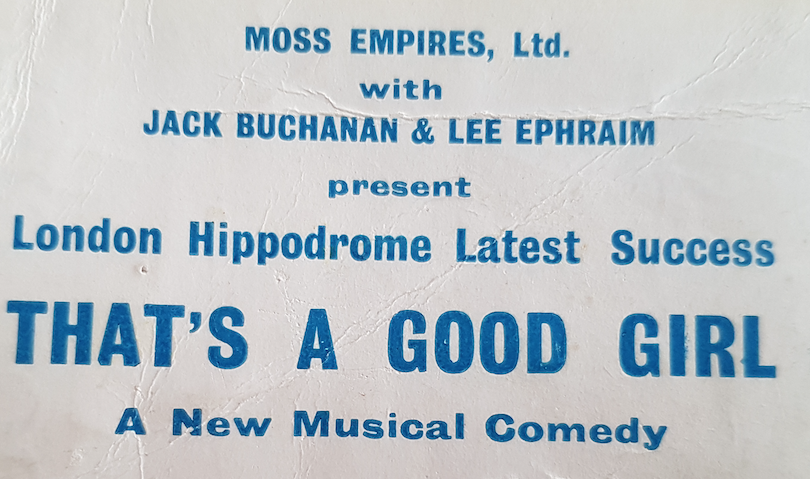 MOSS EMPIRES, Ltd.
with
JACK BUCHANAN & LEE EPHRAIM
present
London Hippodrome Latest Success
THAT'S A GOOD GIRL
A New Musical Comedy